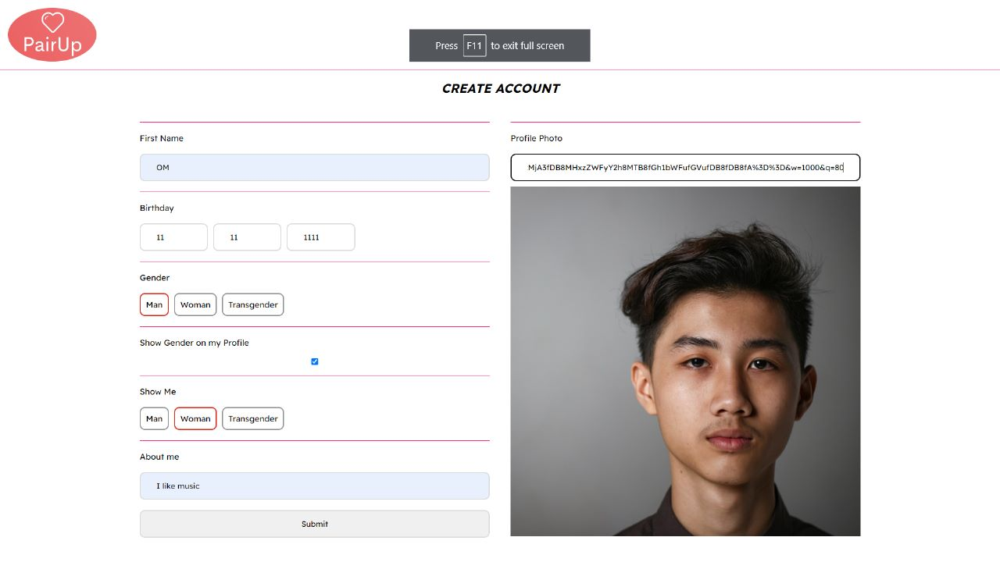 PairUp
Press F11 to exit full screen
CREATE ACCOUNT
First Name
OM
Birthday
11 11 1111
Gender
Man Woman Transgender
Show Gender on my Profile
Show Me
Man Woman Transgender
About me
I like music
Submit
Profile Photo
MjA3fDB8MHxzZWFyY2h8MTB8fGh1bWFufGVufDB8fDB8fA%3D%3D&w=1000&q=80